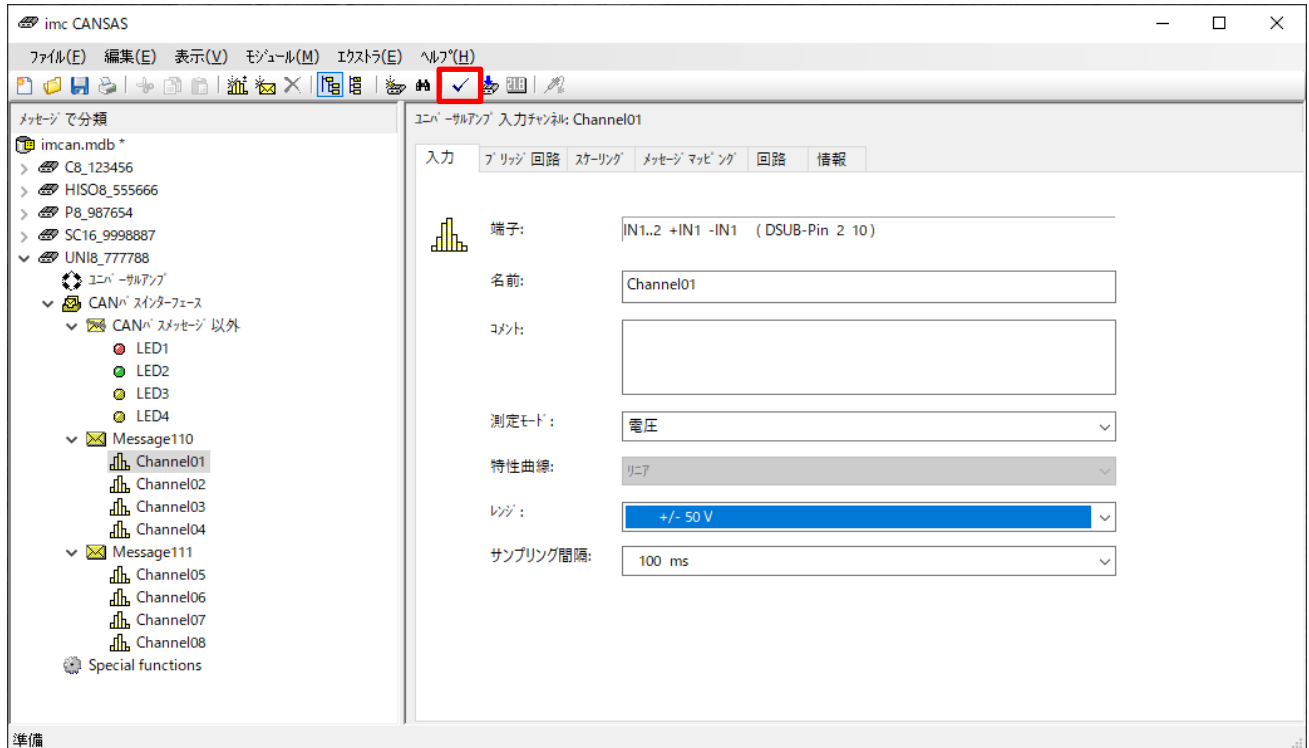 imc CANSAS
ﾌｧｲﾙ(F) 編集(E) 表示(V) ﾓｼﾞｭｰﾙ(M) ｴｸｽﾄﾗ(E) ﾍﾙﾌﾟ(H)
ﾒｯｾｰｼﾞで分類
imcan.mdb *
C8_123456
HISO8_555666
P8_987654
SC16_9998887
UNI8_777788
ﾕﾆﾊﾞｰｻﾙｱﾝﾌﾟ
CANﾊﾞｽｲﾝﾀｰﾌｪｰｽ
CANﾊﾞｽﾒｯｾｰｼﾞ以外
LED1
LED2
LED3
LED4
Message110
Channel01
Channel02
Channel03
Channel04
Message111
Channel05
Channel06
Channel07
Channel08
Special functions
ﾕﾆﾊﾞｰｻﾙｱﾝﾌﾟ 入力ﾁｬﾝﾈﾙ: Channel01
入力 ﾌﾞﾘｯｼﾞ回路 ｽｹｰﾘﾝｸﾞ ﾒｯｾｰｼﾞﾏｯﾋﾟﾝｸﾞ 回路 情報
端子: IN1..2 +IN1 -IN1 ( DSUB-Pin 2 10 )
名前: Channel01
ｺﾒﾝﾄ:
測定ﾓｰﾄﾞ: 電圧
特性曲線: ﾘﾆｱ
ﾚﾝｼﾞ: +/- 50 V
サンプリング間隔: 100 ms
準備